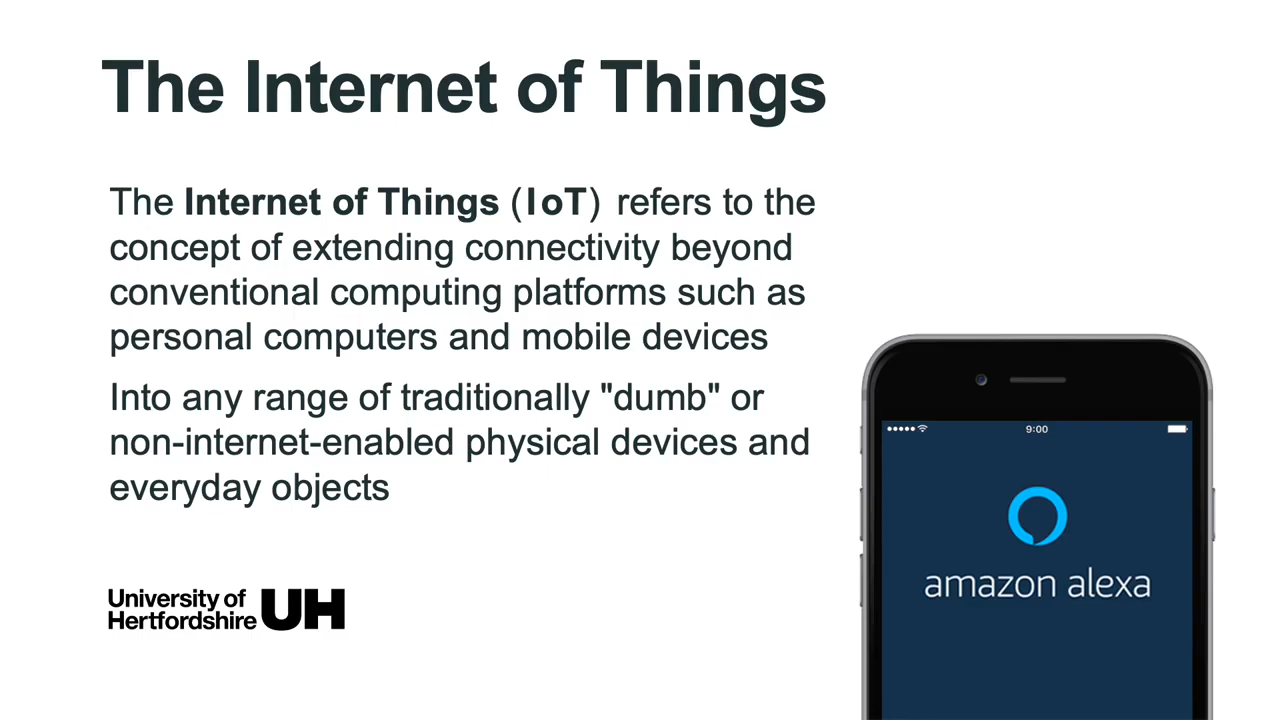 The Internet of Things
The Internet of Things (IoT) refers to the
concept of extending connectivity beyond
conventional computing platforms such as
personal computers and mobile devices
Into any range of traditionally "dumb" or
non-internet-enabled physical devices and
everyday objects
9:00
amazon alexa
University of
Hertfordshire UH